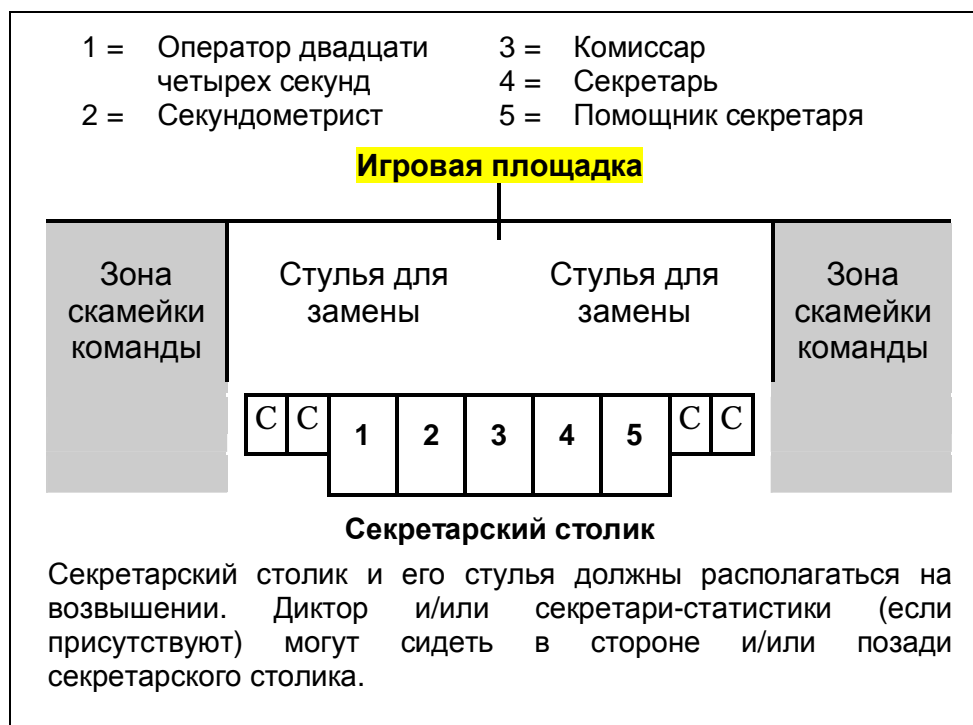 1 = Оператор двадцати четырех секунд
2 = Секундометрист
3 = Комиссар
4 = Секретарь
5 = Помощник секретаря
Игровая площадка
Зона скамейки команды
Стулья для замены
Стулья для замены
Зона скамейки команды
С С 1 2 3 4 5 С С
Секретарский столик
Секретарский столик и его стулья должны располагаться на
возвышении. Диктор и/или секретари-статистики (если
присутствуют) могут сидеть в стороне и/или позади
секретарского столика.